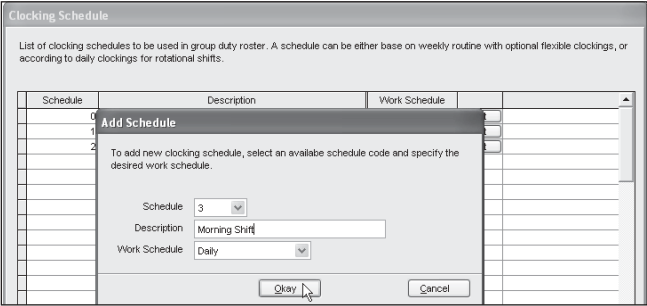 Clocking Schedule
List of clocking schedules to be used in group duty roster. A schedule can be either base on weekly routine with optional flexible clockings, or
according to daily clockings for rotational shifts.
Schedule Description Work Schedule
0
1
2
Add Schedule
To add new clocking schedule, select an availabe schedule code and specify the
desired work schedule.
Schedule 3
Description Morning Shift
Work Schedule Daily
Okay Cancel